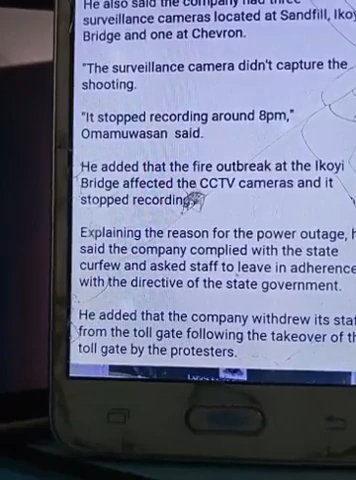 He also said the company had three
surveillance cameras located at Sandfill, Ikoy
Bridge and one at Chevron.
"The surveillance camera didn't capture the
shooting.
"It stopped recording around 8pm,"
Omamuwasan said.
He added that the fire outbreak at the Ikoyi
Bridge affected the CCTV cameras and it
stopped recording
Explaining the reason for the power outage, h
said the company complied with the state
curfew and asked staff to leave in adherence
with the directive of the state government.
He added that the company withdrew its staf
from the toll gate following the takeover of th
toll gate by the protesters.